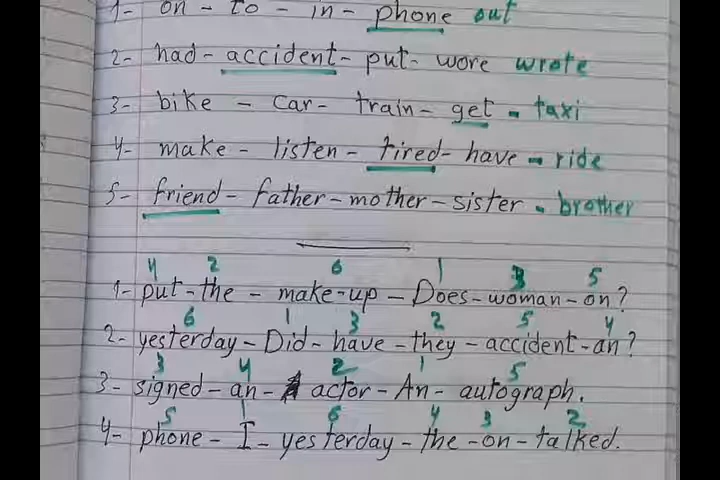 1- on - to - in - phone out
2- had - accident - put - wore wrote
3- bike - car - train - get - taxi
4- make - listen - tired - have - ride
5- friend - father - mother - sister - brother
4 2 6 1 3 5
1- put - the - make-up - Does - woman - on?
6 1 3 2 5 4
2- yesterday - Did - have - they - accident - an?
3 4 2 1 5
3- signed - an - actor - An - autograph.
5 1 6 4 3 2
4- phone - I - yesterday - the - on - talked.